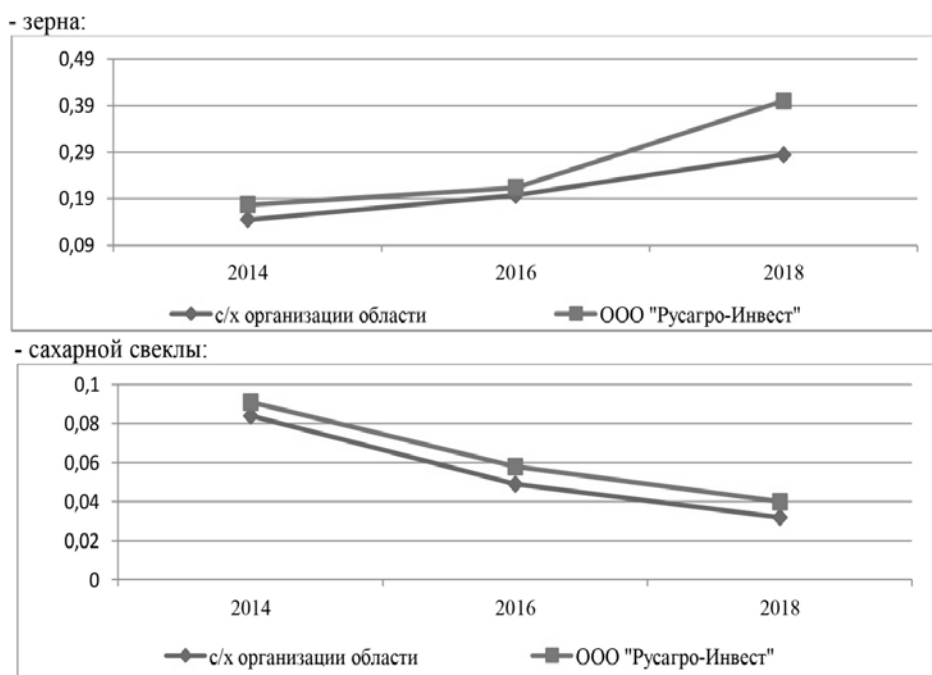 - зерна:
0,49
0,39
0,29
0,19
0,09
2014 2016 2018
с/х организации области ООО "Русагро-Инвест"
- сахарной свеклы:
0,1
0,08
0,06
0,04
0,02
0
2014 2016 2018
с/х организации области ООО "Русагро-Инвест"